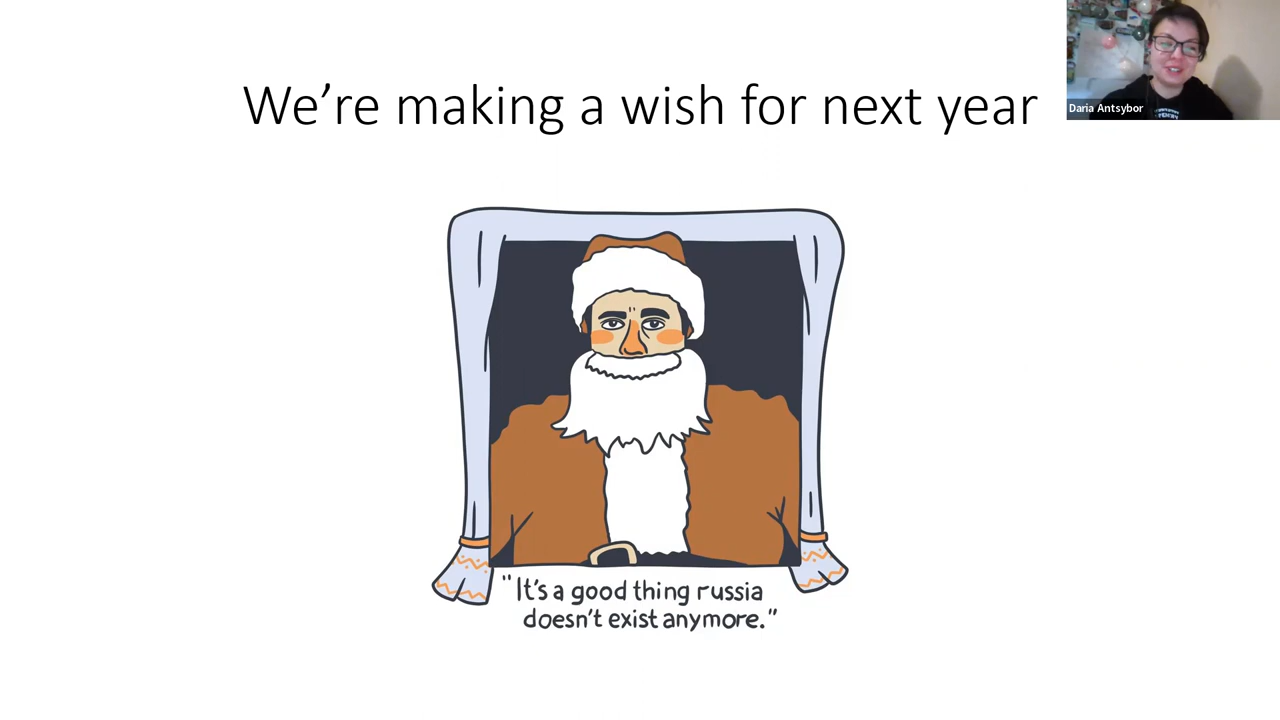 We're making a wish for next year
Daria Antsybor
"It's a good thing russia
doesn't exist anymore."